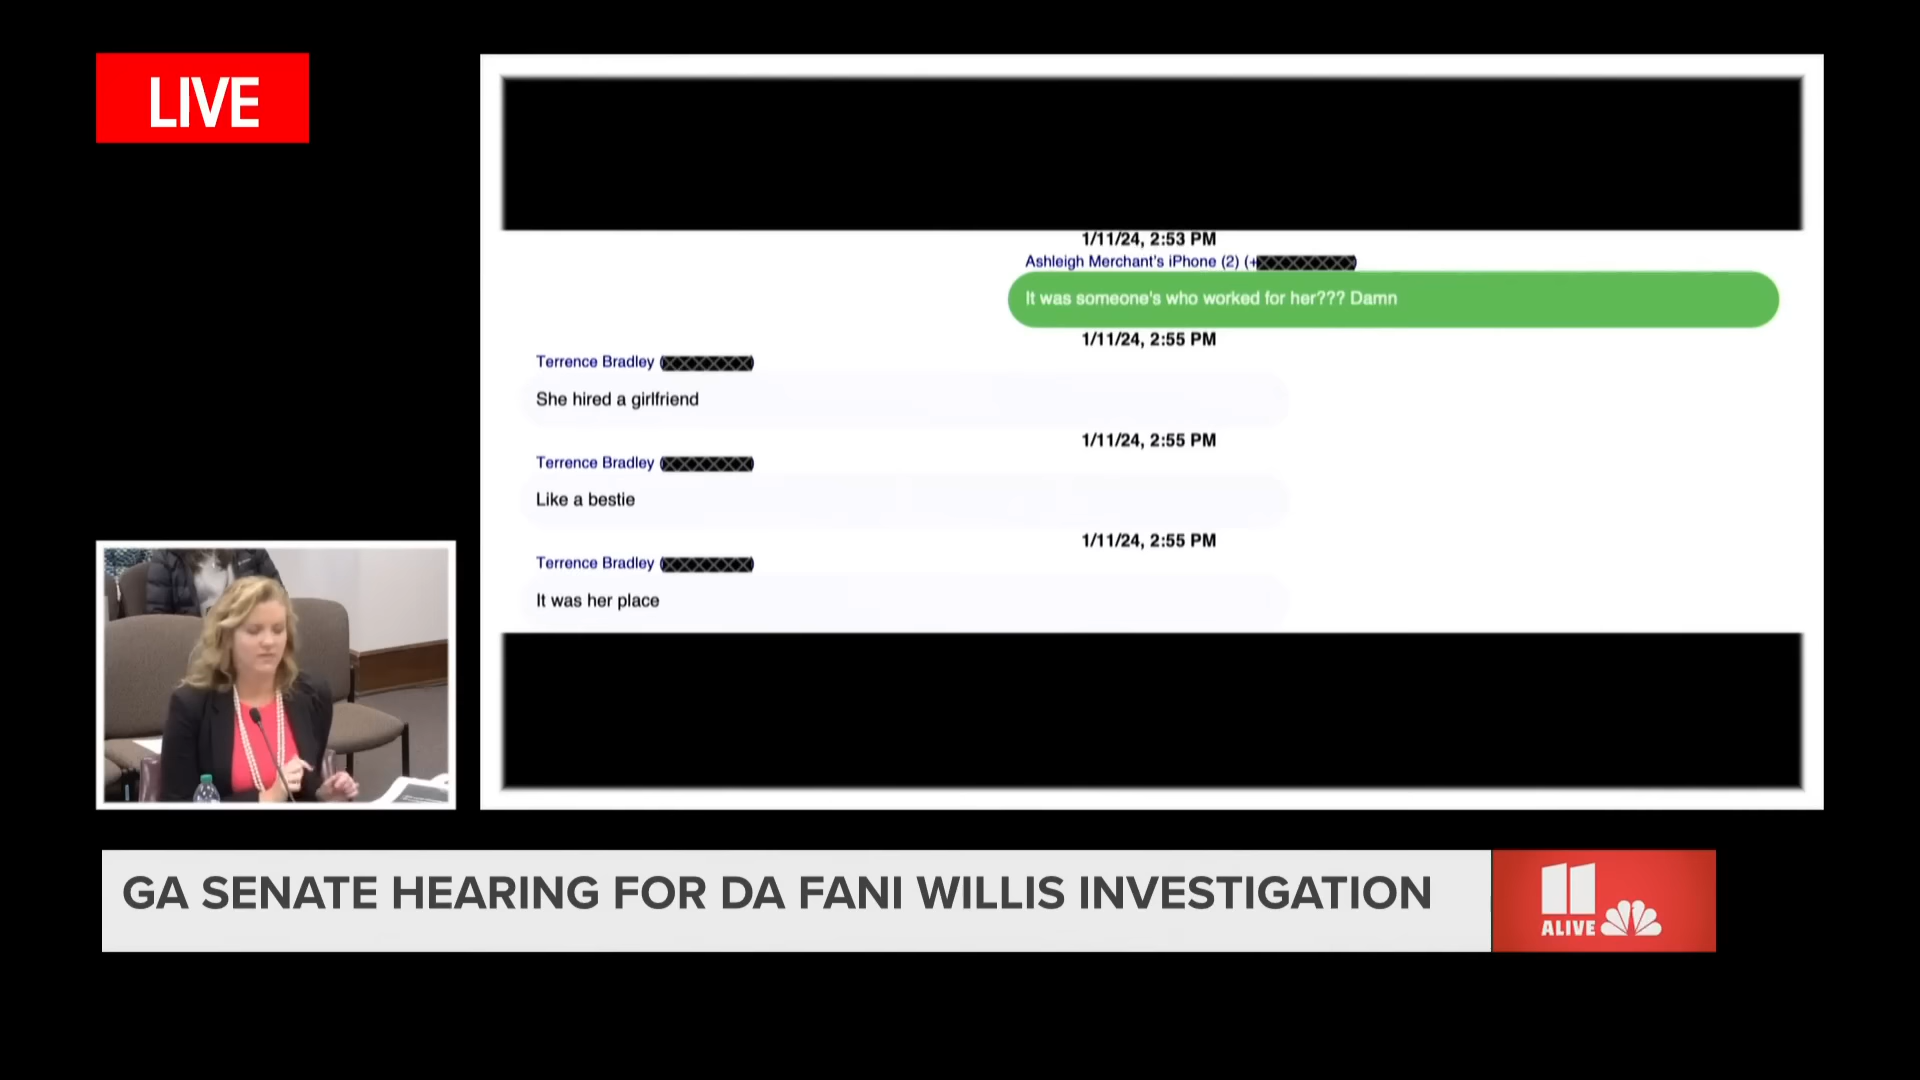 LIVE
1/11/24, 2:53 PM
Ashleigh Merchant's iPhone (2) (+
It was someone's who worked for her??? Damn
1/11/24, 2:55 PM
Terrence Bradley
She hired a girlfriend
1/11/24, 2:55 PM
Terrence Bradley
Like a bestie
1/11/24, 2:55 PM
Terrence Bradley
It was her place
GA SENATE HEARING FOR DA FANI WILLIS INVESTIGATION
11
ALIVE